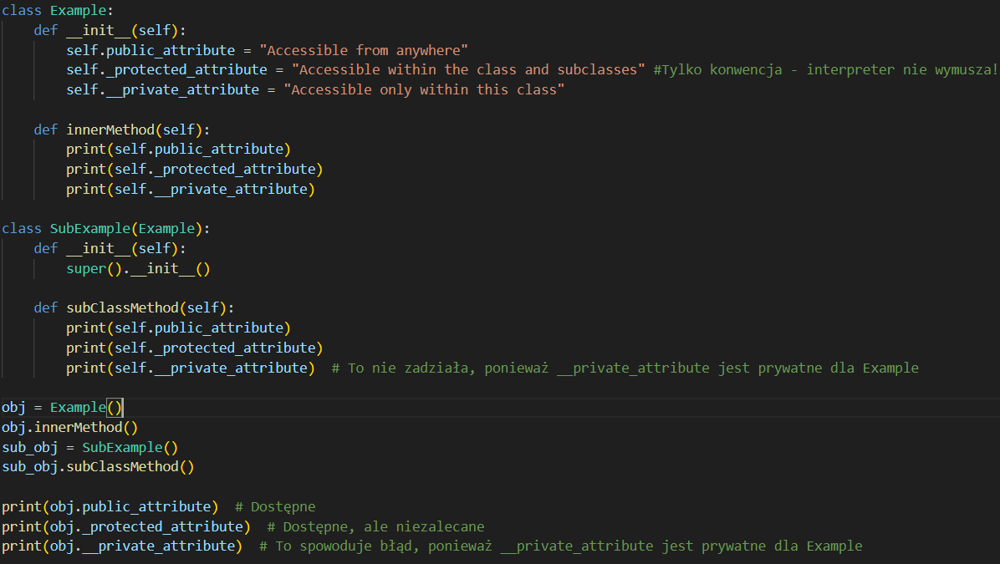 class Example:
    def __init__(self):
        self.public_attribute = "Accessible from anywhere"
        self._protected_attribute = "Accessible within the class and subclasses" #Tylko konwencja - interpreter nie wymusza!
        self.__private_attribute = "Accessible only within this class"

    def innerMethod(self):
        print(self.public_attribute)
        print(self._protected_attribute)
        print(self.__private_attribute)

class SubExample(Example):
    def __init__(self):
        super().__init__()

    def subClassMethod(self):
        print(self.public_attribute)
        print(self._protected_attribute)
        print(self.__private_attribute)  # To nie zadziała, ponieważ __private_attribute jest prywatne dla Example

obj = Example()
obj.innerMethod()
sub_obj = SubExample()
sub_obj.subClassMethod()

print(obj.public_attribute)  # Dostępne
print(obj._protected_attribute)  # Dostępne, ale niezalecane
print(obj.__private_attribute)  # To spowoduje błąd, ponieważ __private_attribute jest prywatne dla Example